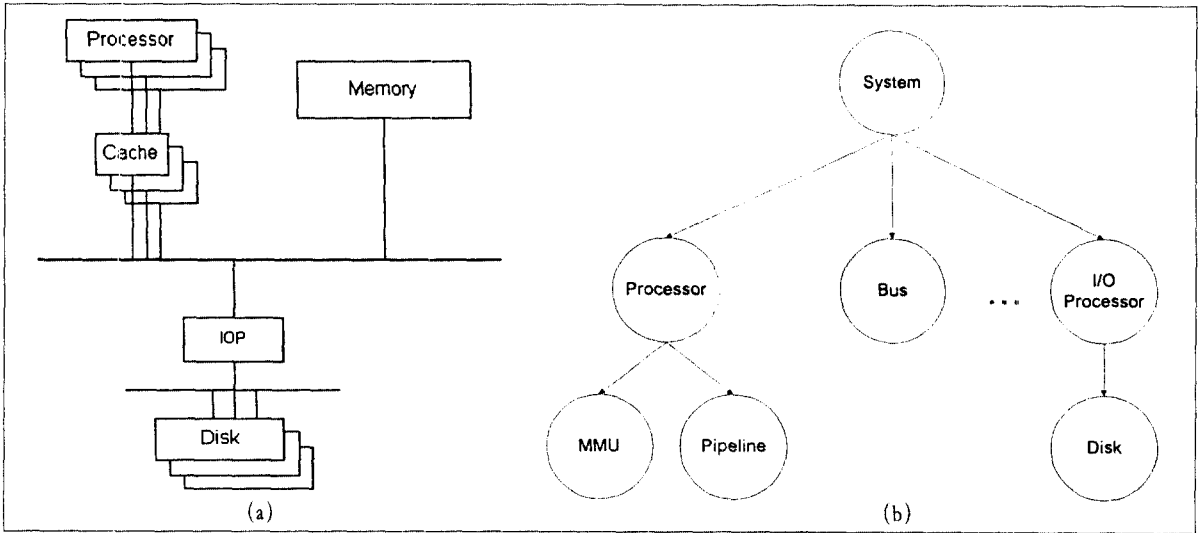 Processor
Memory
Cache
IOP
Disk
(a)
System
Processor
Bus
...
I/O
Processor
MMU
Pipeline
Disk
(b)